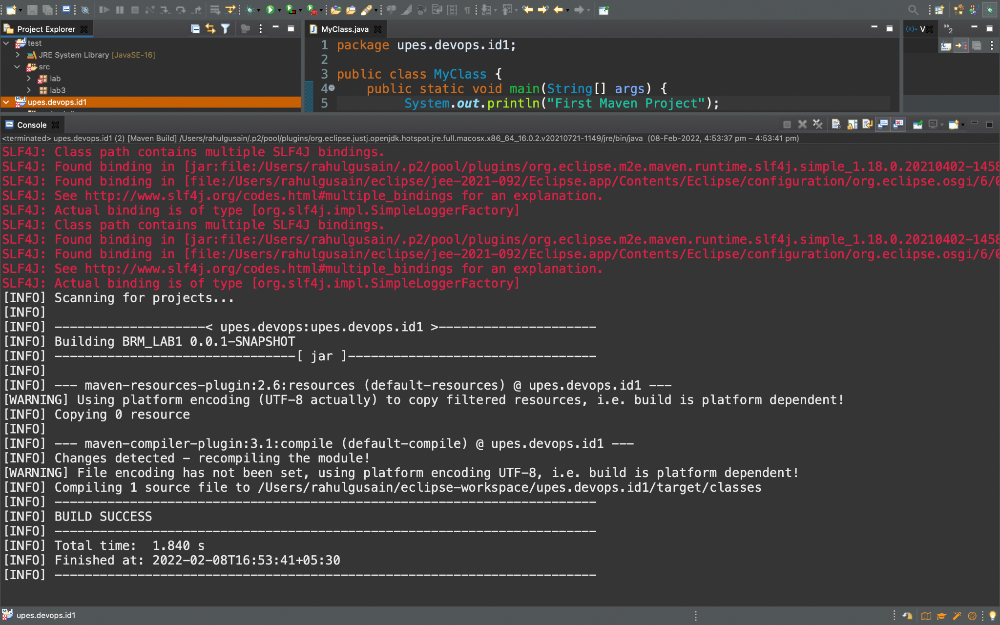 Project Explorer
test
JRE System Library [JavaSE-16]
src
lab
lab3
upes.devops.id1
MyClass.java
1 package upes.devops.id1;
2
3 public class MyClass {
4 public static void main(String[] args) {
5 System.out.println("First Maven Project");
(x)= V
»2
Console
<terminated> upes.devops.id1 (2) [Maven Build] /Users/rahulgusain/.p2/pool/plugins/org.eclipse.justj.openjdk.hotspot.jre.full.macosx.x86_64_16.0.2.v20210721-1149/jre/bin/java (08-Feb-2022, 4:53:37 pm – 4:53:41 pm)
SLF4J: Class path contains multiple SLF4J bindings.
SLF4J: Found binding in [jar:file:/Users/rahulgusain/.p2/pool/plugins/org.eclipse.m2e.maven.runtime.slf4j.simple_1.18.0.20210402-1458
SLF4J: Found binding in [file:/Users/rahulgusain/eclipse/jee-2021-092/Eclipse.app/Contents/Eclipse/configuration/org.eclipse.osgi/6/0
SLF4J: See http://www.slf4j.org/codes.html#multiple_bindings for an explanation.
SLF4J: Actual binding is of type [org.slf4j.impl.SimpleLoggerFactory]
SLF4J: Class path contains multiple SLF4J bindings.
SLF4J: Found binding in [jar:file:/Users/rahulgusain/.p2/pool/plugins/org.eclipse.m2e.maven.runtime.slf4j.simple_1.18.0.20210402-1458
SLF4J: Found binding in [file:/Users/rahulgusain/eclipse/jee-2021-092/Eclipse.app/Contents/Eclipse/configuration/org.eclipse.osgi/6/0
SLF4J: See http://www.slf4j.org/codes.html#multiple_bindings for an explanation.
SLF4J: Actual binding is of type [org.slf4j.impl.SimpleLoggerFactory]
[INFO] Scanning for projects...
[INFO]
[INFO] --------------------< upes.devops:upes.devops.id1 >---------------------
[INFO] Building BRM_LAB1 0.0.1-SNAPSHOT
[INFO] --------------------------------[ jar ]---------------------------------
[INFO]
[INFO] --- maven-resources-plugin:2.6:resources (default-resources) @ upes.devops.id1 ---
[WARNING] Using platform encoding (UTF-8 actually) to copy filtered resources, i.e. build is platform dependent!
[INFO] Copying 0 resource
[INFO]
[INFO] --- maven-compiler-plugin:3.1:compile (default-compile) @ upes.devops.id1 ---
[INFO] Changes detected - recompiling the module!
[WARNING] File encoding has not been set, using platform encoding UTF-8, i.e. build is platform dependent!
[INFO] Compiling 1 source file to /Users/rahulgusain/eclipse-workspace/upes.devops.id1/target/classes
[INFO] ------------------------------------------------------------------------
[INFO] BUILD SUCCESS
[INFO] ------------------------------------------------------------------------
[INFO] Total time:  1.840 s
[INFO] Finished at: 2022-02-08T16:53:41+05:30
[INFO] ------------------------------------------------------------------------
upes.devops.id1